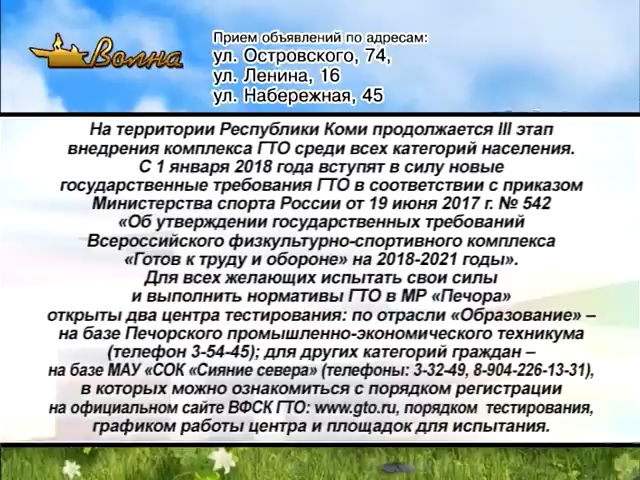 Волна
Прием объявлений по адресам:
ул. Островского, 74,
ул. Ленина, 16
ул. Набережная, 45
На территории Республики Коми продолжается III этап
внедрения комплекса ГТО среди всех категорий населения.
С 1 января 2018 года вступят в силу новые
государственные требования ГТО в соответствии с приказом
Министерства спорта России от 19 июня 2017 г. № 542
«Об утверждении государственных требований
Всероссийского физкультурно-спортивного комплекса
«Готов к труду и обороне» на 2018-2021 годы».
Для всех желающих испытать свои силы
и выполнить нормативы ГТО в МР «Печора»
открыты два центра тестирования: по отрасли «Образование» –
на базе Печорского промышленно-экономического техникума
(телефон 3-54-45); для других категорий граждан –
на базе МАУ «СОК «Сияние севера» (телефоны: 3-32-49, 8-904-226-13-31),
в которых можно ознакомиться с порядком регистрации
на официальном сайте ВФСК ГТО: www.gto.ru, порядком тестирования,
графиком работы центра и площадок для испытания.